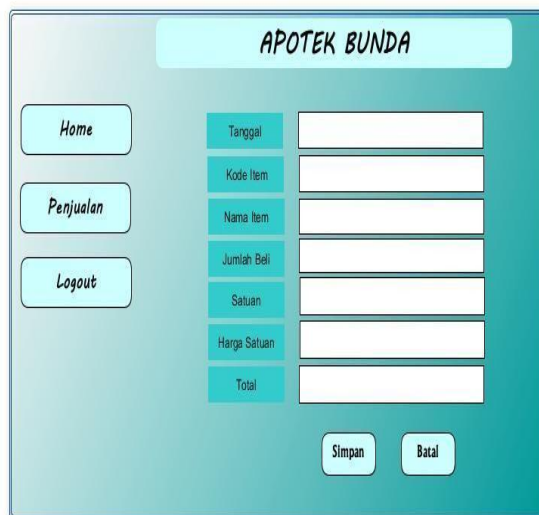 APOTEK BUNDA
Home
Penjualan
Logout
Tanggal
Kode Item
Nama Item
Jumlah Beli
Satuan
Harga Satuan
Total
Simpan
Batal